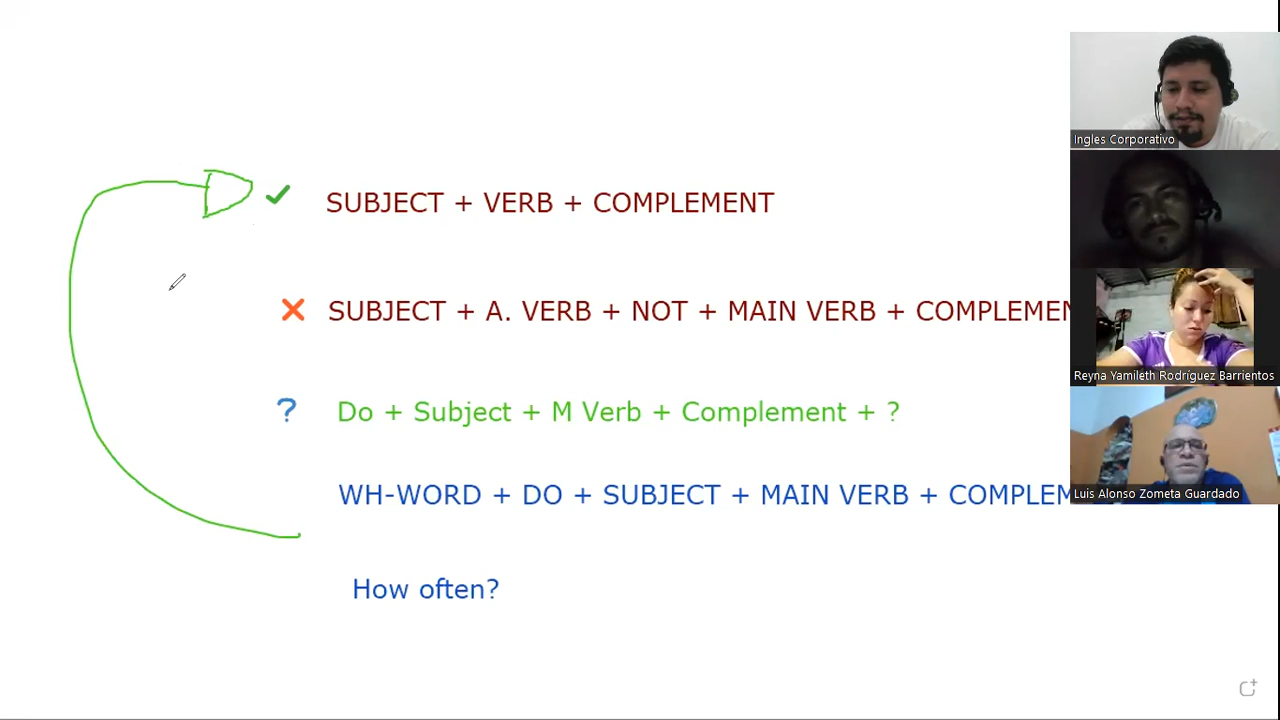 SUBJECT + VERB + COMPLEMENT
SUBJECT + A. VERB + NOT + MAIN VERB + COMPLEMEN
? Do + Subject + M Verb + Complement + ?
WH-WORD + DO + SUBJECT + MAIN VERB + COMPLEM
How often?
Ingles Corporativo
Reyna Yamileth Rodríguez Barrientos
Luis Alonso Zometa Guardado